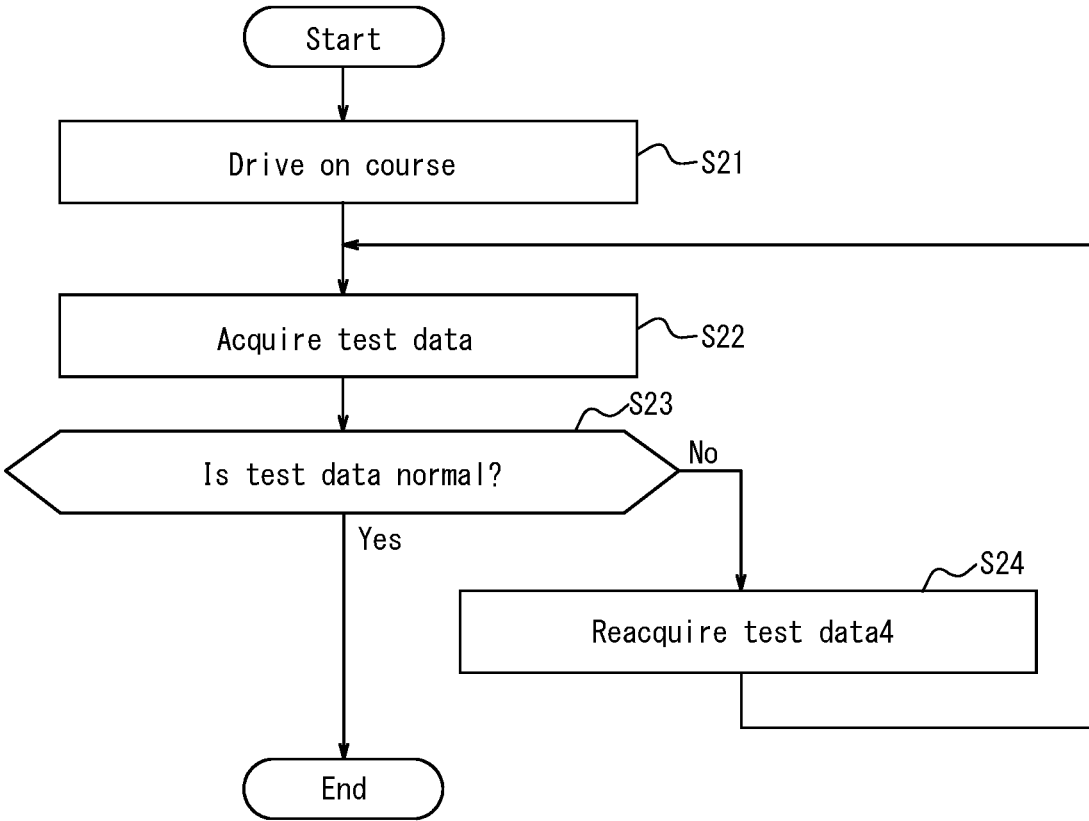 Start
Drive on course
S21
Acquire test data
S22
S23
Is test data normal?
No
Yes
S24
Reacquire test data4
End